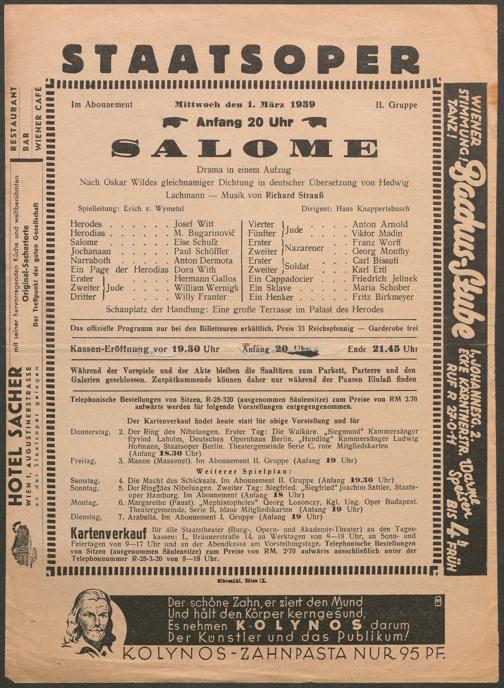 STAATSOPER
Im Abonnement Mittwoch den 1. März 1939 II. Gruppe
Anfang 20 Uhr
SALOME
Drama in einem Aufzug
Nach Oskar Wildes gleichnamiger Dichtung in deutscher Übersetzung von Hedwig
Lachmann — Musik von Richard Strauß
Spielleitung: Erich v. Wymetal Dirigent: Hans Knappertsbusch
Herodes . . . . . . Josef Witt
Herodias . . . . . . M. Bugarinović
Salome . . . . . . Else Schulz
Jochanaan . . . . . . Paul Schöffler
Narraboth . . . . . . Anton Dermota
Ein Page der Herodias Dora With
Erster } . . . . . . Hermann Gallos
Zweiter } Jude . . . . William Wernigk
Dritter } . . . . . . Willy Franter
Vierter } Jude . . . . Anton Arnold
Fünfter } . . . . Viktor Madin
Erster } Nazarener . . Franz Worff
Zweiter } . . Georg Monthy
Erster } Soldat . . . Carl Bissuti
Zweiter } . . . Karl Ettl
Ein Cappadocier . . . Friedrich Jelinek
Ein Sklave . . . . Maria Schober
Ein Henker . . . . Fritz Birkmeyer
Schauplatz der Handlung: Eine große Terrasse im Palast des Herodes
Das offizielle Programm nur bei den Billetteuren erhältlich. Preis 33 Reichspfennig — Garderobe frei
Kassen-Eröffnung vor 19.30 Uhr Anfang 20 Uhr Ende 21.45 Uhr
Während der Vorspiele und der Akte bleiben die Saaltüren zum Parkett, Parterre und den
Galerien geschlossen. Zuspätkommende können daher nur während der Pausen Einlaß finden
Telephonische Bestellungen von Sitzen, R-28-320 (ausgenommen Säulensitze) zum Preise von RM 2.70
aufwärts werden für folgende Vorstellungen entgegengenommen.
Der Kartenverkauf findet heute statt für obige Vorstellung und für
Donnerstag, 2. Der Ring des Nibelungen. Erster Tag: Die Walküre. „Siegmund" Kammersänger
Eyvind Laholm, Deutsches Opernhaus Berlin. „Hunding" Kammersänger Ludwig
Hofmann, Staatsoper Berlin. Theatergemeinde Serie C, rote Mitgliedskarten
(Anfang 18.30 Uhr)
Freitag, 3. Manon (Massenet). Im Abonnement II. Gruppe (Anfang 19 Uhr)
Weiterer Spielplan:
Samstag, 4. Die Macht des Schicksals. Im Abonnement II. Gruppe (Anfang 19.30 Uhr)
Sonntag, 5. Der Ring des Nibelungen. Zweiter Tag: Siegfried. „Siegfried" Joachim Sattler, Staats-
oper Hamburg. Im Abonnement II. Gruppe (Anfang 18 Uhr)
Montag, 6. Margarethe (Faust). „Mephistopheles" Georg Losonczy, Kgl. Ung. Oper Budapest.
Theatergemeinde, Serie B, blaue Mitgliedskarten (Anfang 19 Uhr)
Dienstag, 7. Arabella. Im Abonnement I. Gruppe (Anfang 19 Uhr)
Kartenverkauf für alle Staatstheater (Burg-, Opern- und Akademie-Theater) an den Tages-
kassen: I., Bräunerstraße 14, an Werktagen von 9—18 Uhr, an Sonn- und
Feiertagen von 9—17 Uhr und an der Abendkassa am Vorstellungstage. Telephonische Bestellungen
von Sitzen (ausgenommen Säulensitze) zum Preise von RM. 2·70 aufwärts ausschließlich unter der
Telephonnummer R-28-3-20 von 8—18 Uhr.
RESTAURANT
BAR
WIENER CAFÉ
mit seiner hervorragenden Küche und weltberühmten
Original-Sachertorte
Der Treffpunkt der guten Gesellschaft
HOTEL SACHER
WIEN I, AUGUSTINERSTRASSE
an der Staatsoper gelegen
WIENER
STIMMUNG!
TANZ!
Bacchus-Stube
I. JOHANNESG. 2
ECKE KÄRNTNERSTR.
RUF R 27-0-41
Warme
Speisen
BIS 4h
FRÜH
Der schöne Zahn, er ziert den Mund
Und hält den Körper kerngesund,
Es nehmen KOLYNOS, darum
Der Künstler und das Publikum!
KOLYNOS-ZAHNPASTA NUR 95 PF.